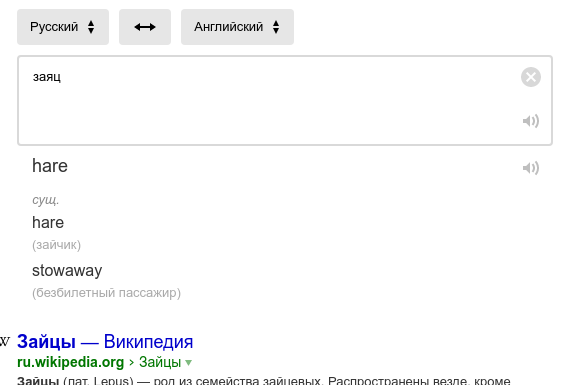 Русский Английский
заяц
hare
сущ.
hare
(зайчик)
stowaway
(безбилетный пассажир)
W Зайцы — Википедия
ru.wikipedia.org › Зайцы
Зайцы (лат. Lepus) — род из семейства зайцевых. Распространены везде, кроме